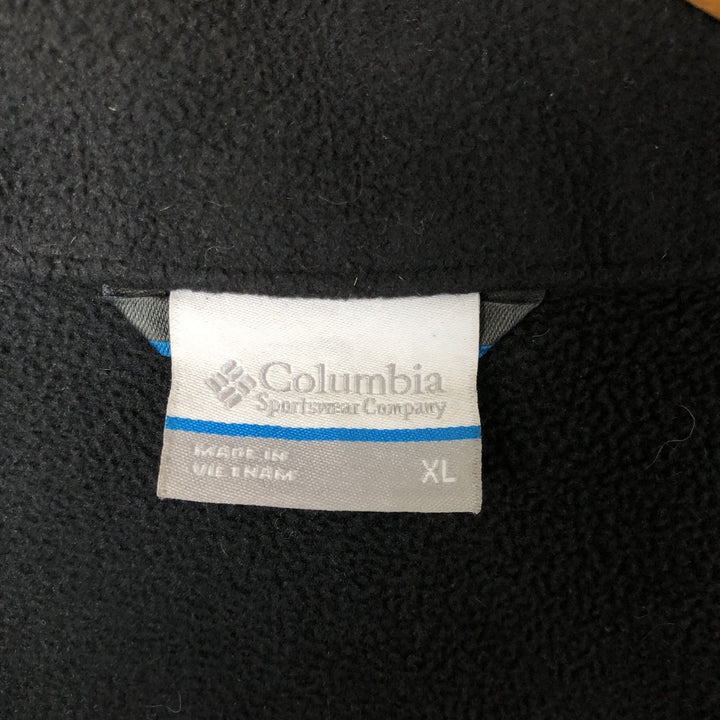 Columbia
Sportswear Company
MADE IN
VIETNAM
XL